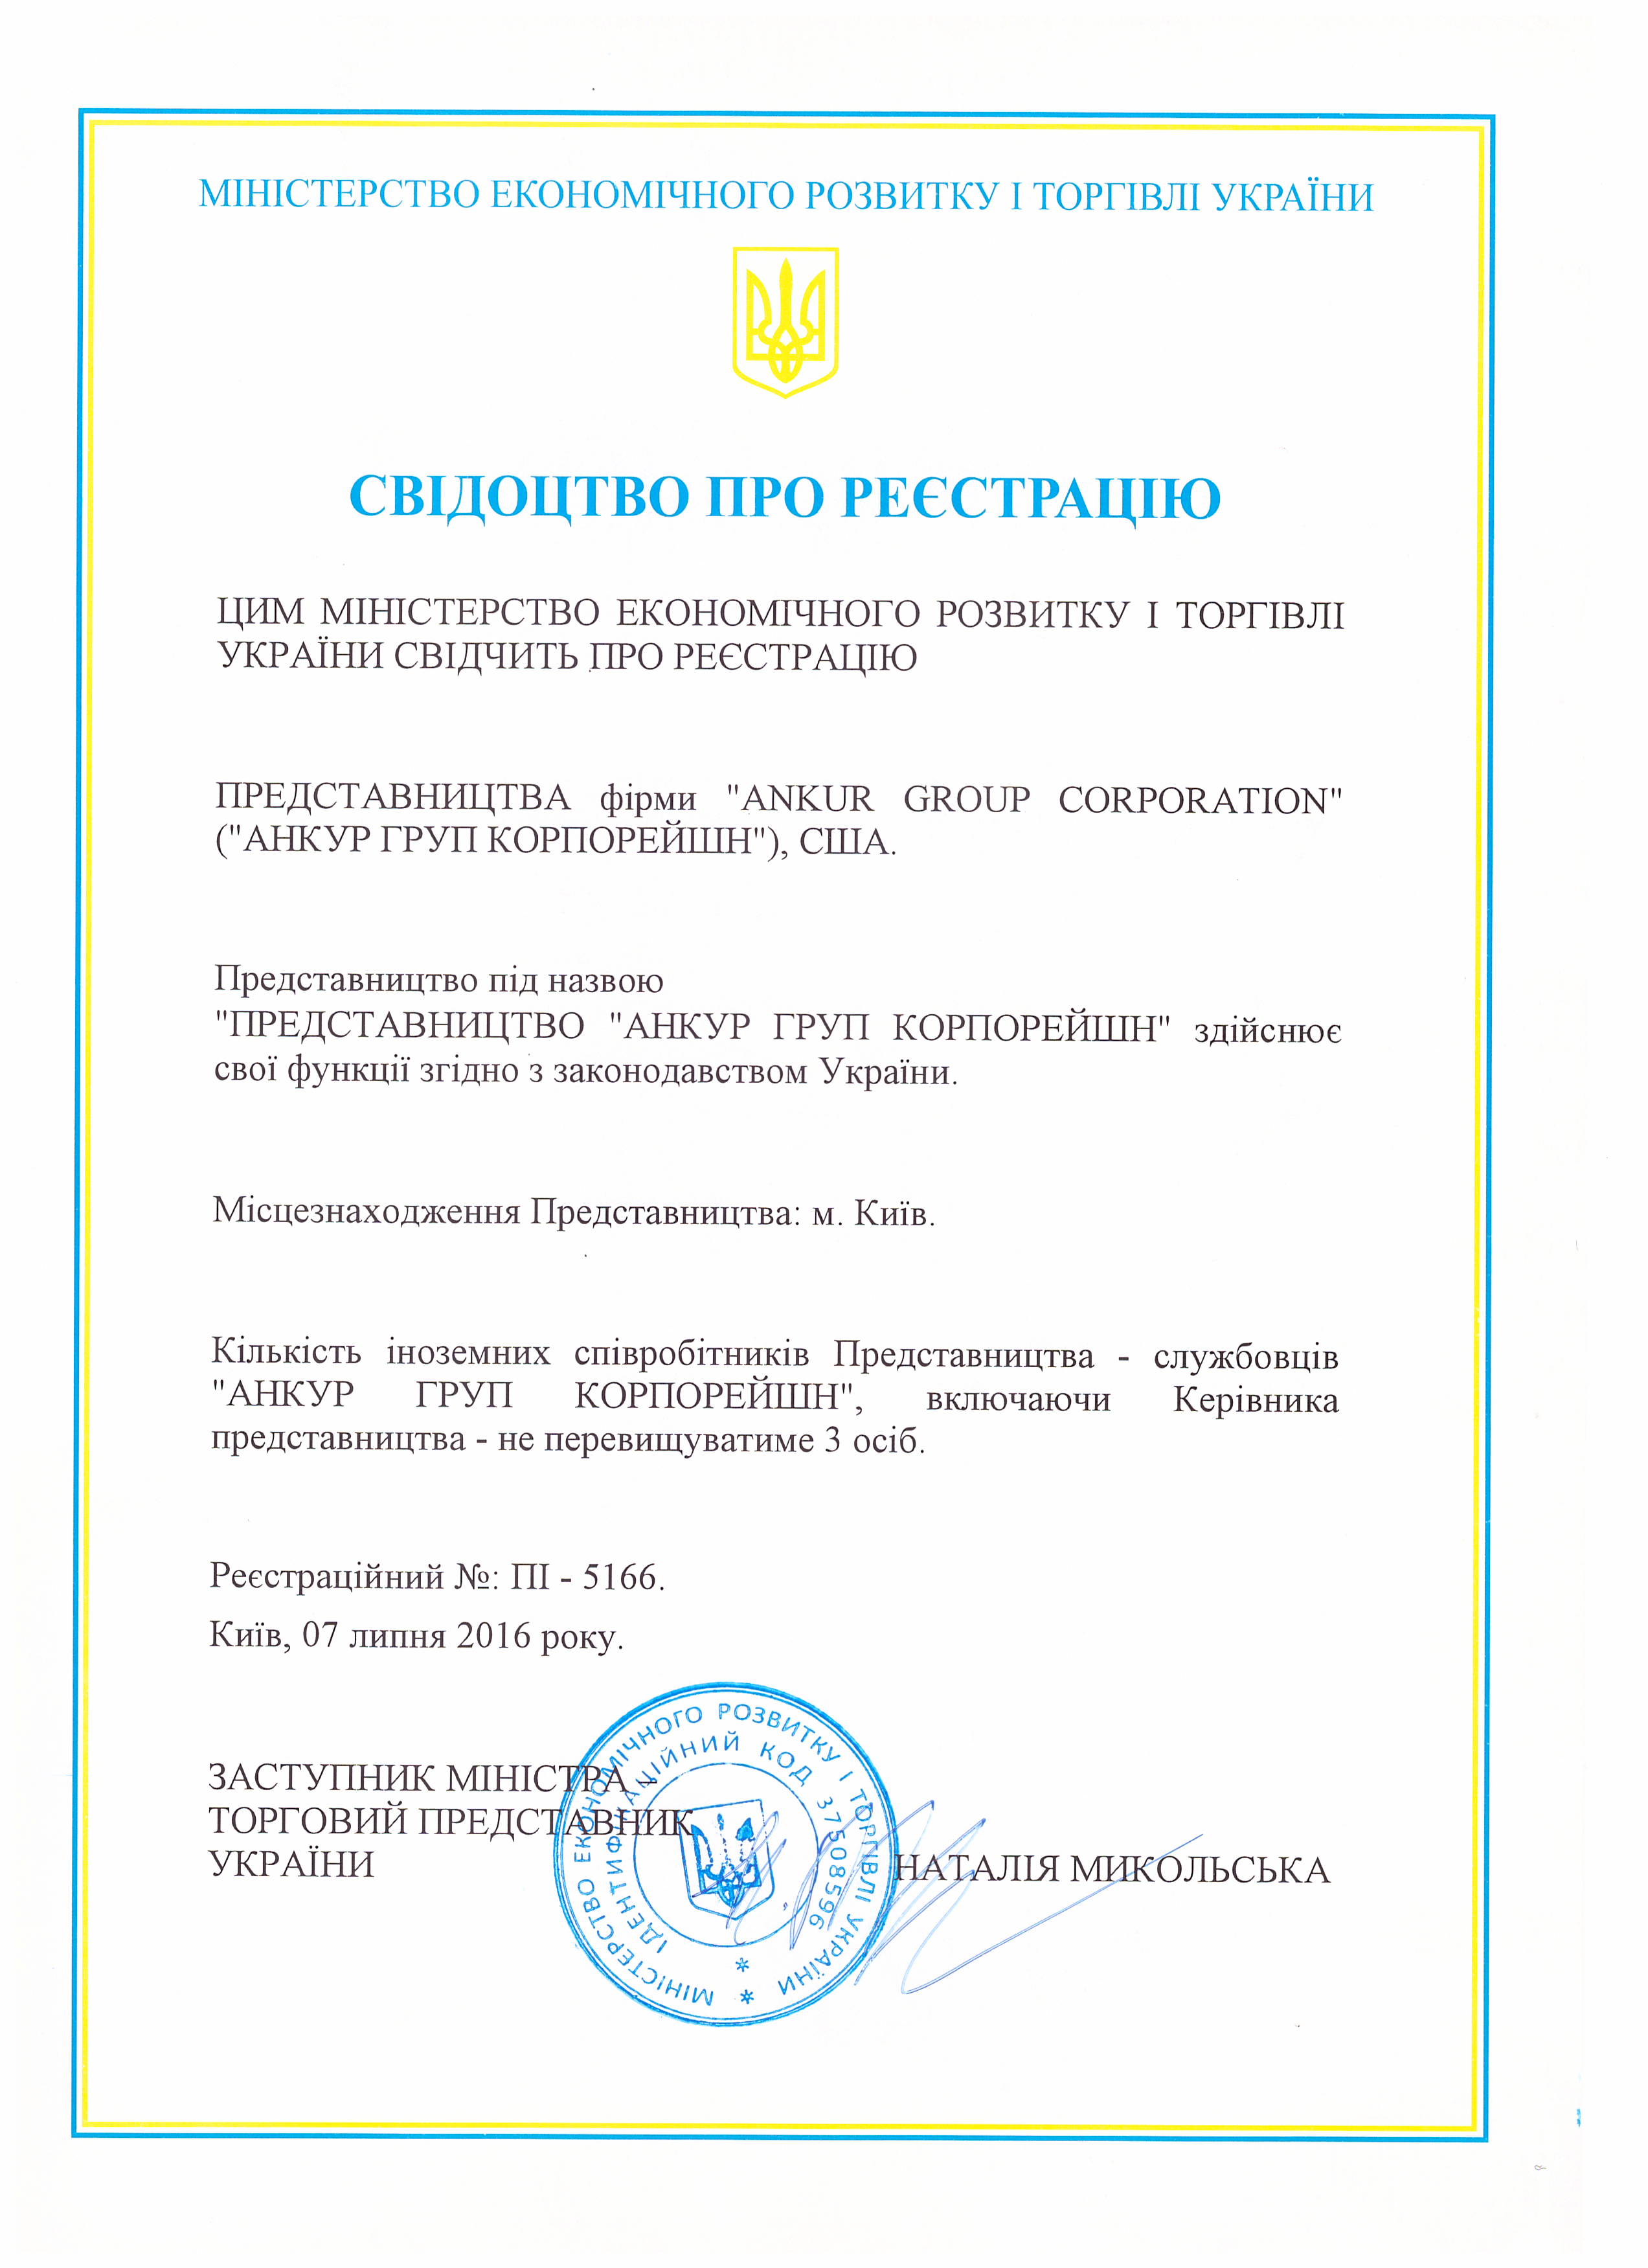 МІНІСТЕРСТВО ЕКОНОМІЧНОГО РОЗВИТКУ І ТОРГІВЛІ УКРАЇНИ
СВІДОЦТВО ПРО РЕЄСТРАЦІЮ
ЦИМ МІНІСТЕРСТВО ЕКОНОМІЧНОГО РОЗВИТКУ І ТОРГІВЛІ
УКРАЇНИ СВІДЧИТЬ ПРО РЕЄСТРАЦІЮ
ПРЕДСТАВНИЦТВА фірми "ANKUR GROUP CORPORATION"
("АНКУР ГРУП КОРПОРЕЙШН"), США.
Представництво під назвою
"ПРЕДСТАВНИЦТВО "АНКУР ГРУП КОРПОРЕЙШН" здійснює
свої функції згідно з законодавством України.
Місцезнаходження Представництва: м. Київ.
Кількість іноземних співробітників Представництва - службовців
"АНКУР ГРУП КОРПОРЕЙШН", включаючи Керівника
представництва - не перевищуватиме 3 осіб.
Реєстраційний №: ПІ - 5166.
Київ, 07 липня 2016 року.
ЗАСТУПНИК МІНІСТРА –
ТОРГОВИЙ ПРЕДСТАВНИК
УКРАЇНИ
НАТАЛІЯ МИКОЛЬСЬКА
МІНІСТЕРСТВО ЕКОНОМІЧНОГО РОЗВИТКУ І ТОРГІВЛІ УКРАЇНИ *
ІДЕНТИФІКАЦІЙНИЙ КОД 37508596 *